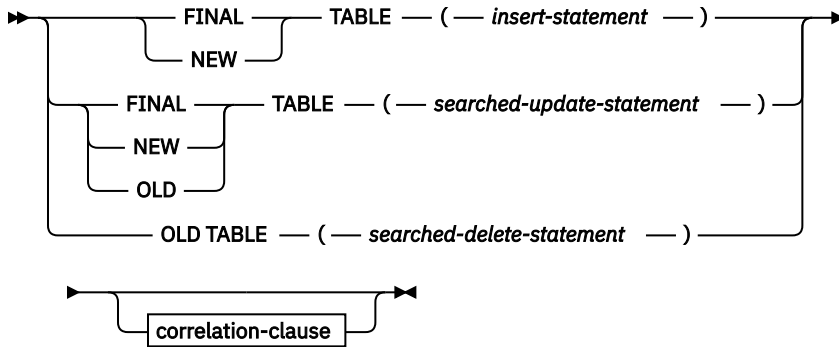 FINAL TABLE ( insert-statement )
NEW
FINAL TABLE ( searched-update-statement )
NEW
OLD
OLD TABLE ( searched-delete-statement )
correlation-clause